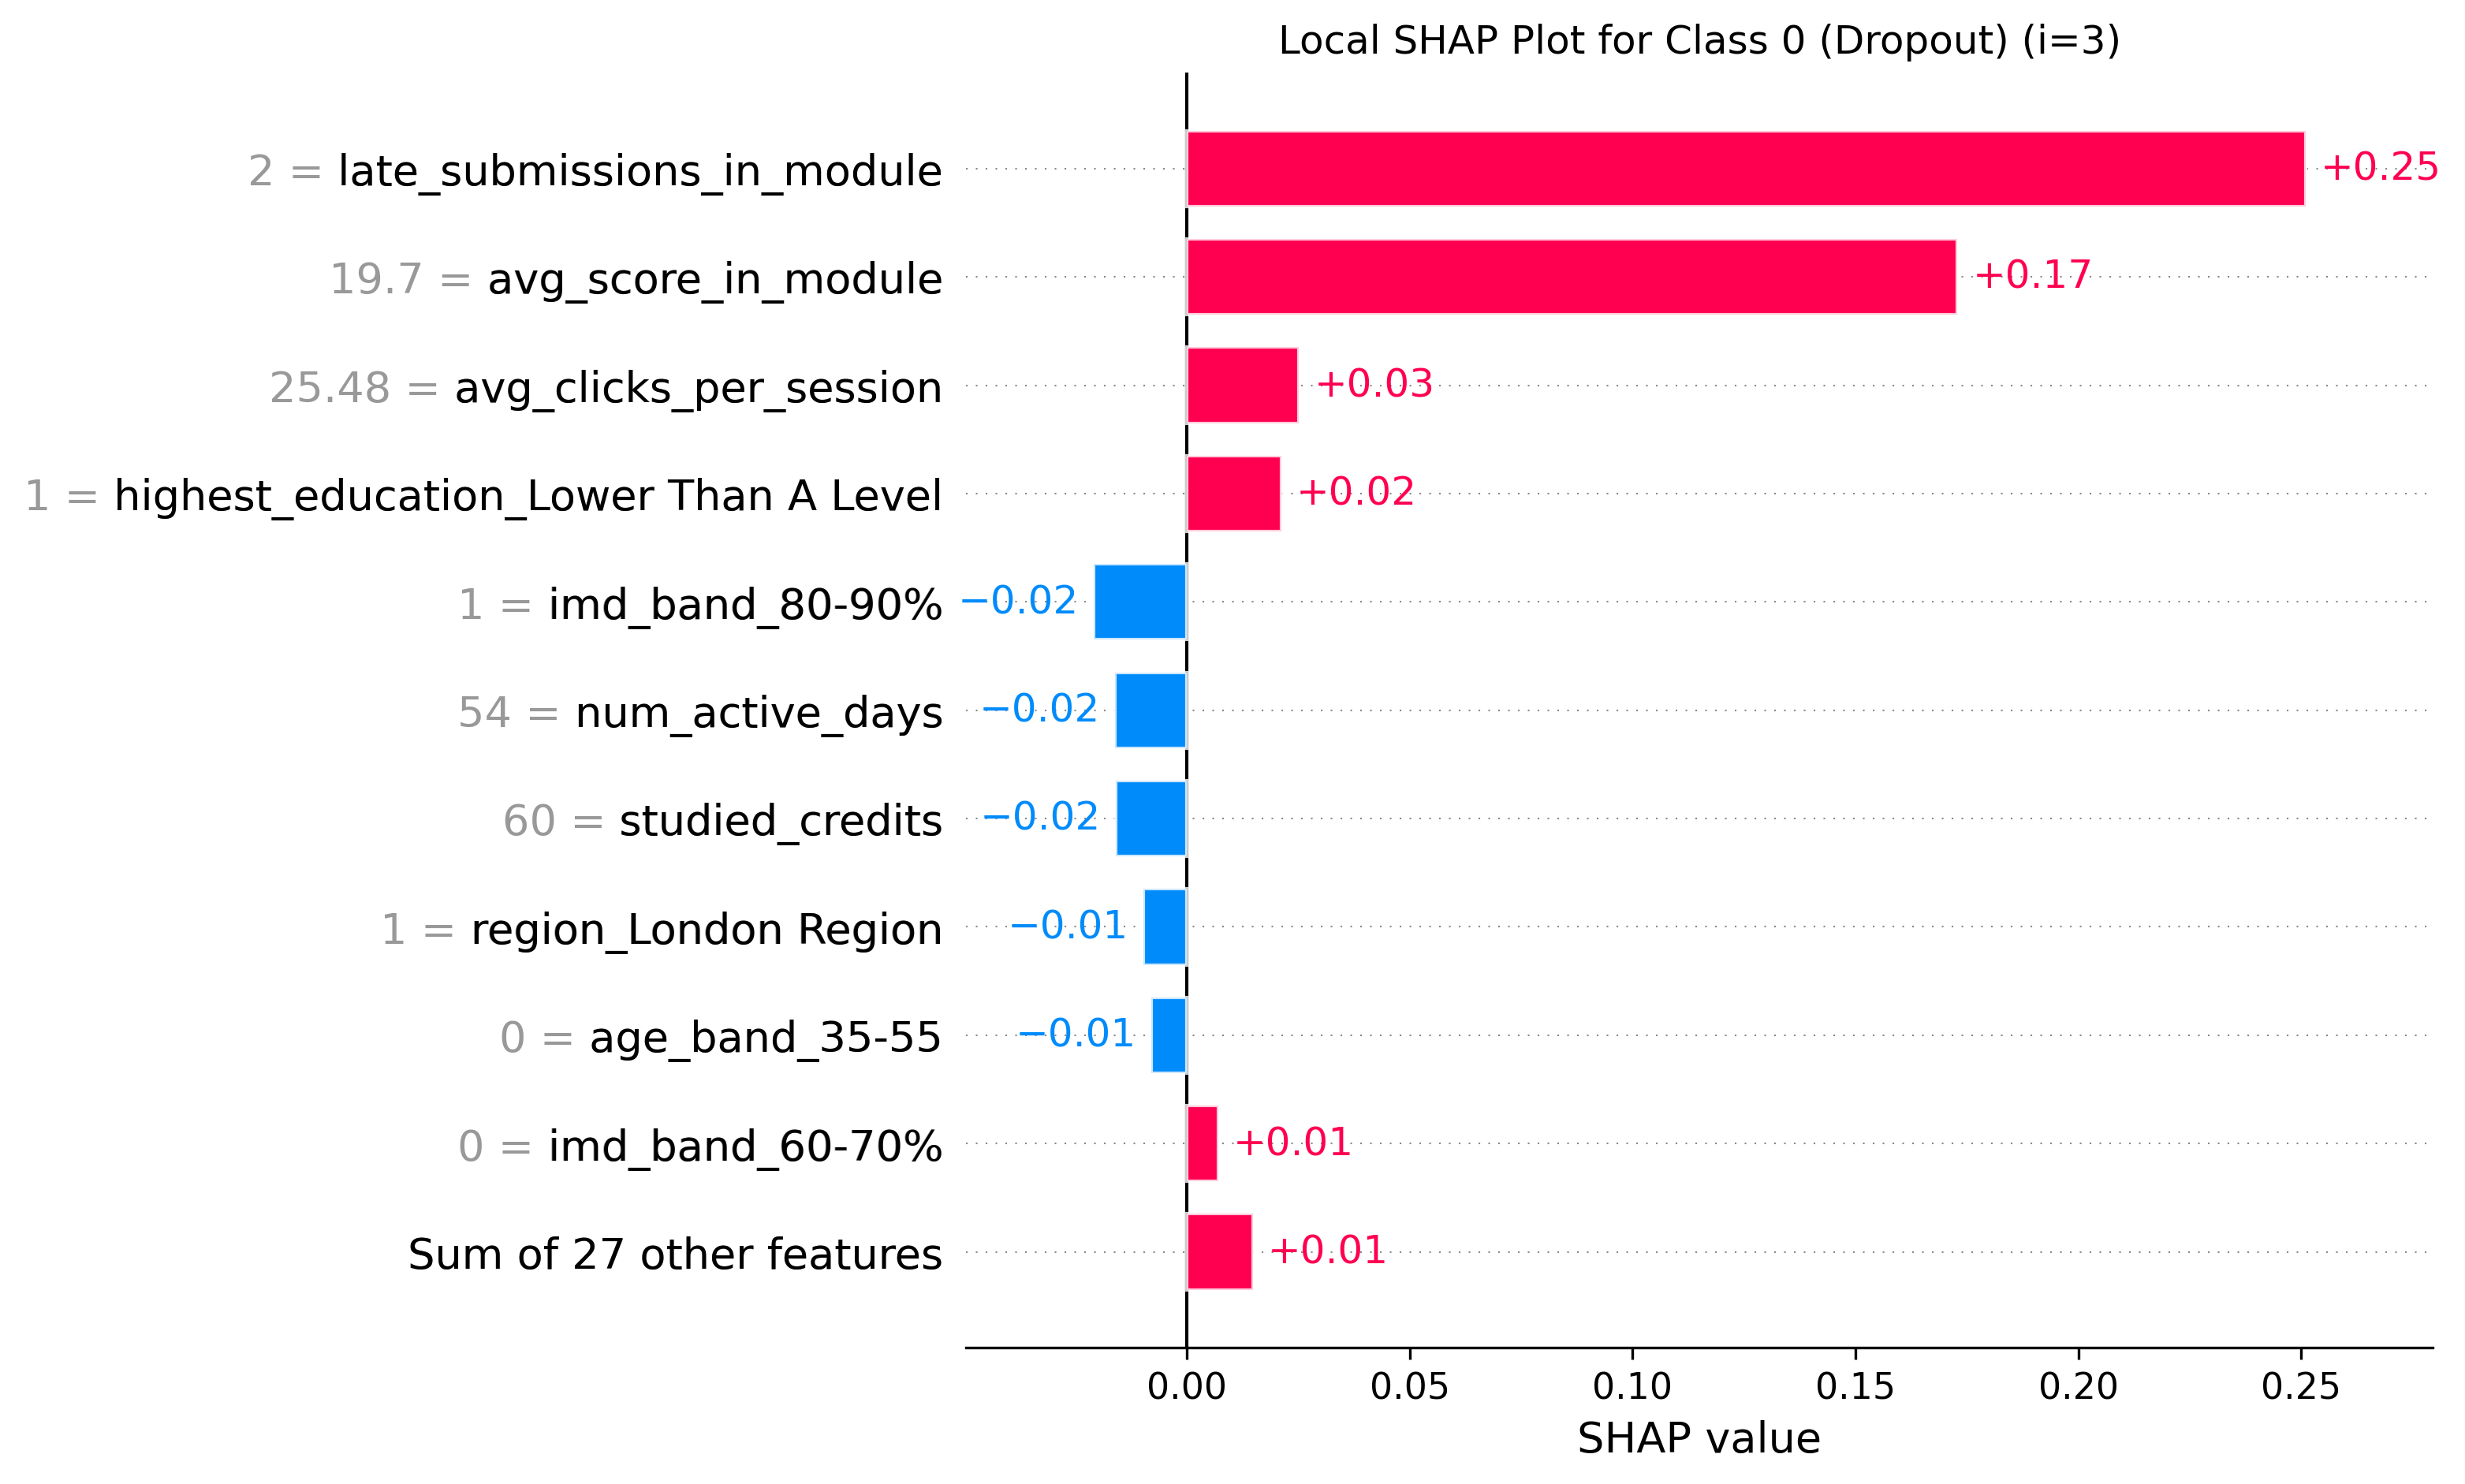 Local SHAP Plot for Class 0 (Dropout) (i=3)
2 = late_submissions_in_module +0.25
19.7 = avg_score_in_module +0.17
25.48 = avg_clicks_per_session +0.03
1 = highest_education_Lower Than A Level +0.02
1 = imd_band_80-90% −0.02
54 = num_active_days −0.02
60 = studied_credits −0.02
1 = region_London Region −0.01
0 = age_band_35-55 −0.01
0 = imd_band_60-70% +0.01
Sum of 27 other features +0.01
0.00 0.05 0.10 0.15 0.20 0.25
SHAP value